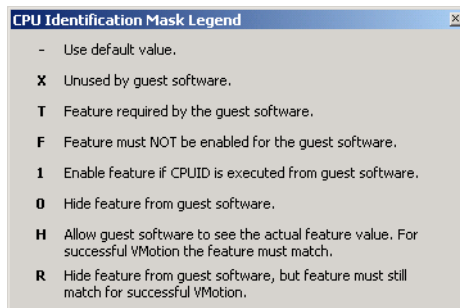 CPU Identification Mask Legend
- Use default value.
X Unused by guest software.
T Feature required by the guest software.
F Feature must NOT be enabled for the guest software.
1 Enable feature if CPUID is executed from guest software.
0 Hide feature from guest software.
H Allow guest software to see the actual feature value. For
successful VMotion the feature must match.
R Hide feature from guest software, but feature must still
match for successful VMotion.